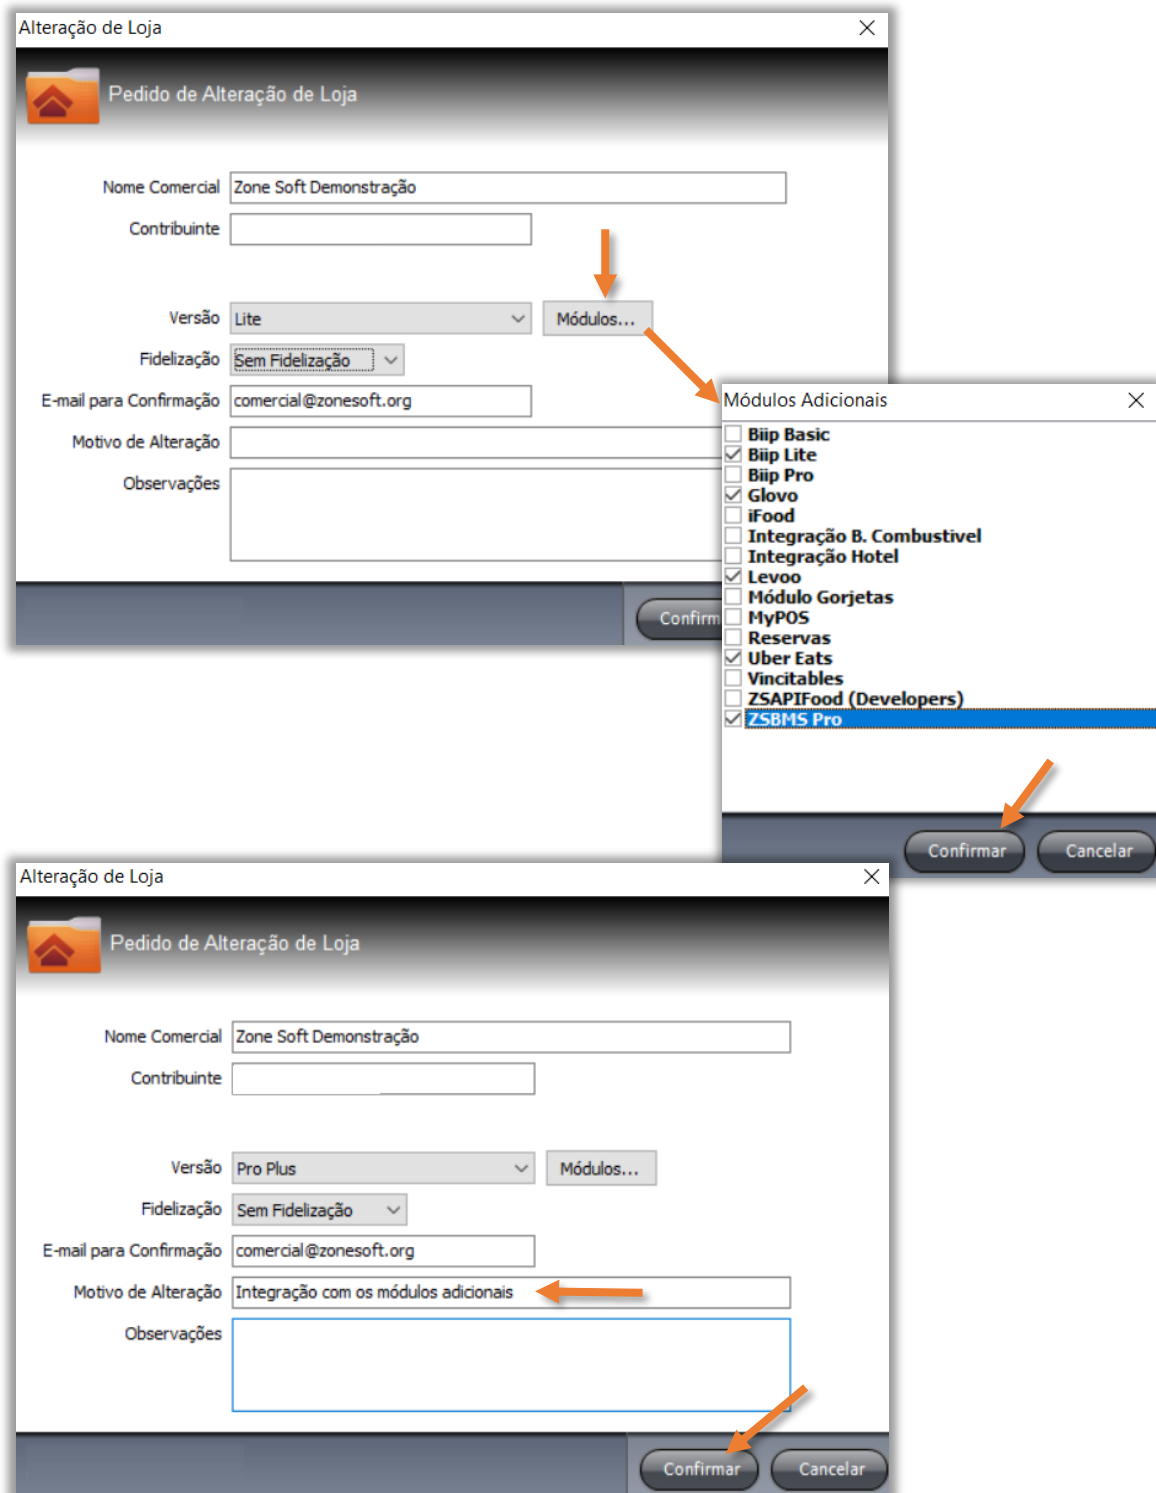 Alteração de Loja
Pedido de Alteração de Loja
Nome Comercial Zone Soft Demonstração
Contribuinte
Versão Lite Módulos...
Fidelização Sem Fidelização
E-mail para Confirmação comercial@zonesoft.org
Motivo de Alteração
Observações
Confirm
Módulos Adicionais
Biip Basic
Biip Lite
Biip Pro
Glovo
iFood
Integração B. Combustivel
Integração Hotel
Levoo
Módulo Gorjetas
MyPOS
Reservas
Uber Eats
Vincitables
ZSAPIFood (Developers)
ZSBMS Pro
Confirmar Cancelar
Alteração de Loja
Pedido de Alteração de Loja
Nome Comercial Zone Soft Demonstração
Contribuinte
Versão Pro Plus Módulos...
Fidelização Sem Fidelização
E-mail para Confirmação comercial@zonesoft.org
Motivo de Alteração Integração com os módulos adicionais
Observações
Confirmar Cancelar